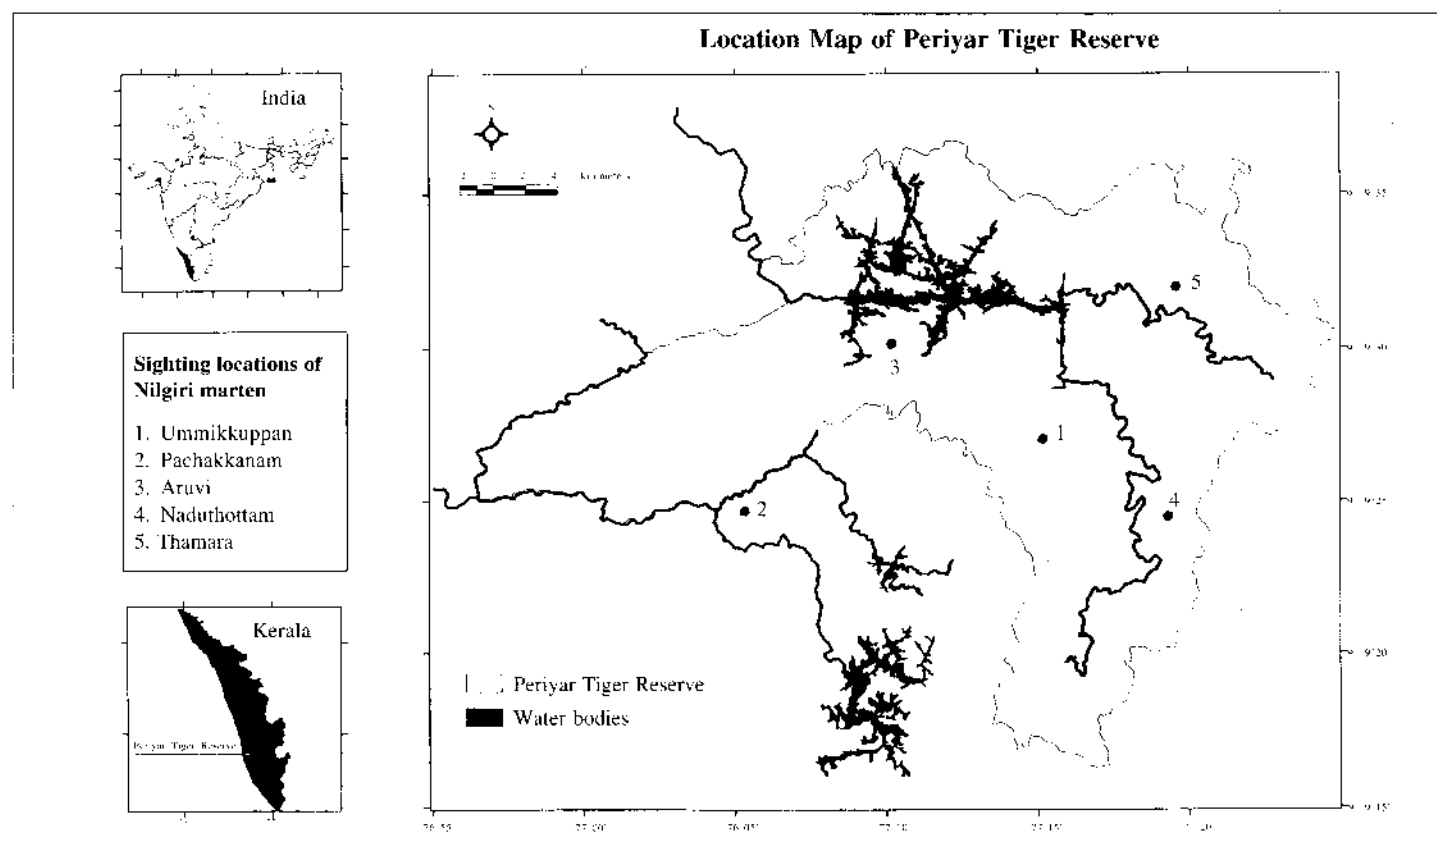 Location Map of Periyar Tiger Reserve
India
Sighting locations of
Nilgiri marten
1. Ummikkuppan
2. Pachakkanam
3. Aruvi
4. Naduthottam
5. Thamara
Kerala
Periyar Tiger Reserve
5
3
1
2
4
Periyar Tiger Reserve
Water bodies